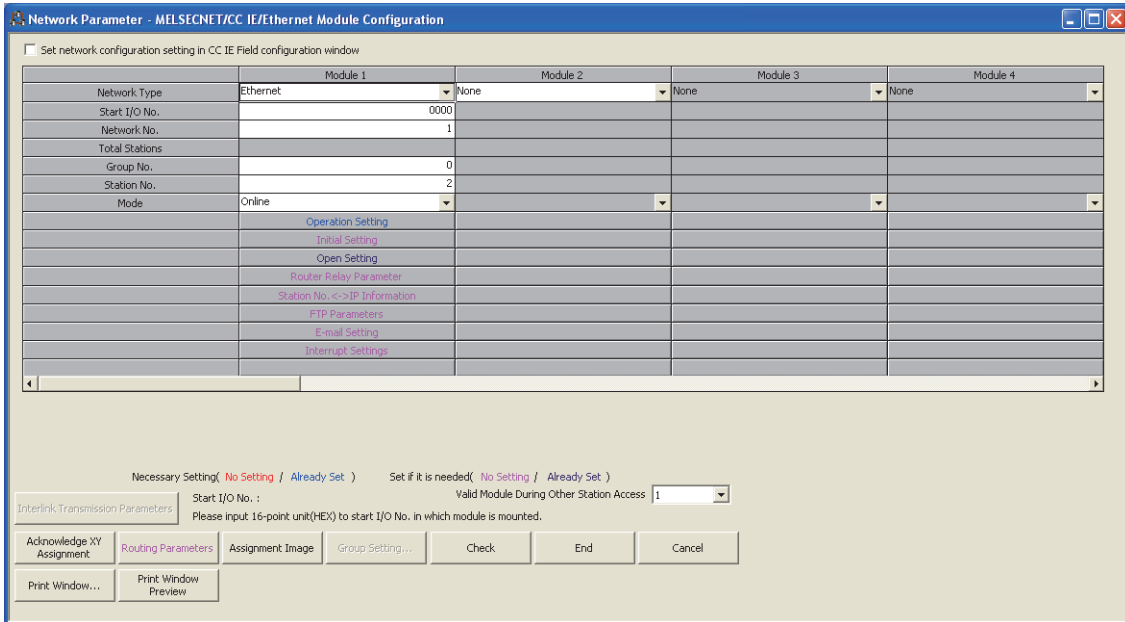 Network Parameter - MELSECNET/CC IE/Ethernet Module Configuration
Set network configuration setting in CC IE Field configuration window
Module 1 Module 2 Module 3 Module 4
Network Type Ethernet None None None
Start I/O No. 0000
Network No. 1
Total Stations
Group No. 0
Station No. 2
Mode Online
Operation Setting
Initial Setting
Open Setting
Router Relay Parameter
Station No.<->IP Information
FTP Parameters
E-mail Setting
Interrupt Settings
Necessary Setting( No Setting / Already Set ) Set if it is needed( No Setting / Already Set )
Interlink Transmission Parameters
Start I/O No. : Valid Module During Other Station Access 1
Please input 16-point unit(HEX) to start I/O No. in which module is mounted.
Acknowledge XY
Assignment
Routing Parameters Assignment Image Group Setting... Check End Cancel
Print Window...
Print Window
Preview